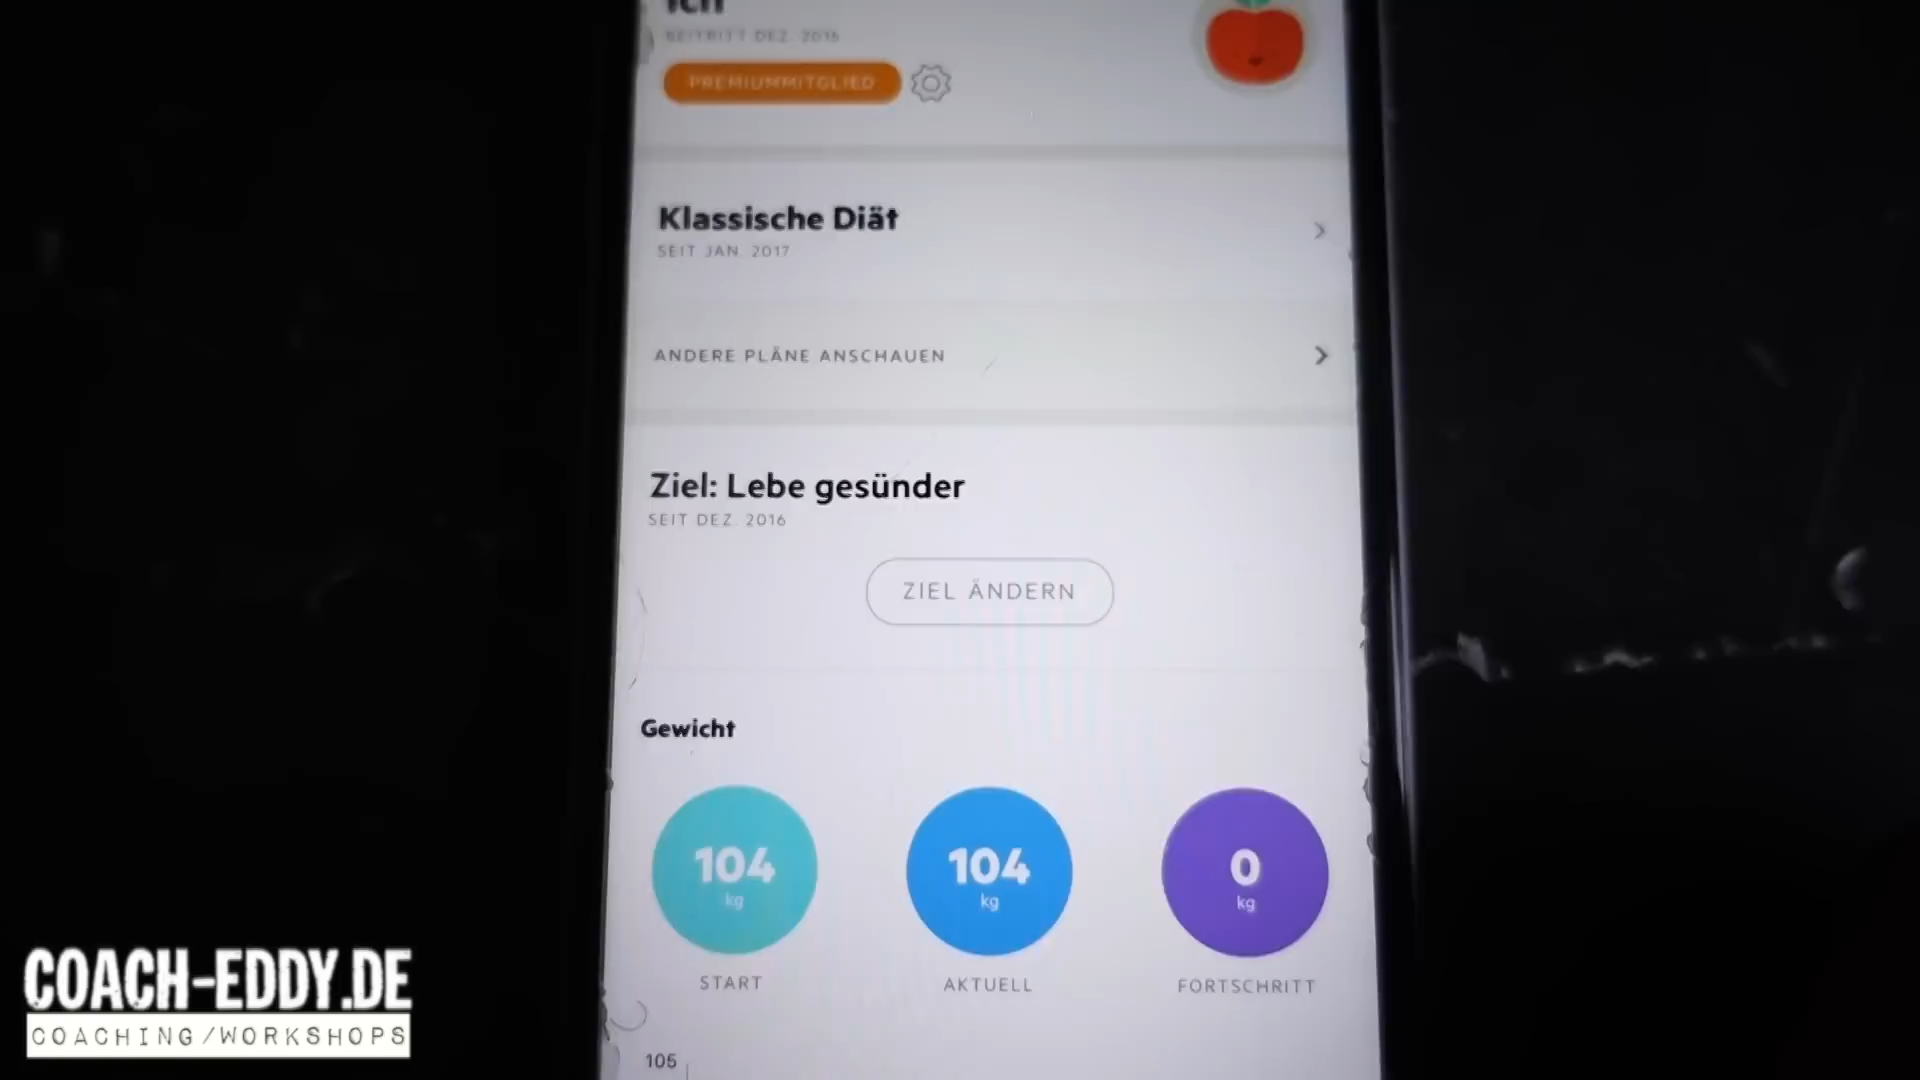 Ich
BEITRITT DEZ. 2016
PREMIUMMITGLIED
Klassische Diät
SEIT JAN. 2017
ANDERE PLÄNE ANSCHAUEN
Ziel: Lebe gesünder
SEIT DEZ. 2016
ZIEL ÄNDERN
Gewicht
104 kg
104 kg
0 kg
START
AKTUELL
FORTSCHRITT
105
COACH-EDDY.DE
COACHING/WORKSHOPS